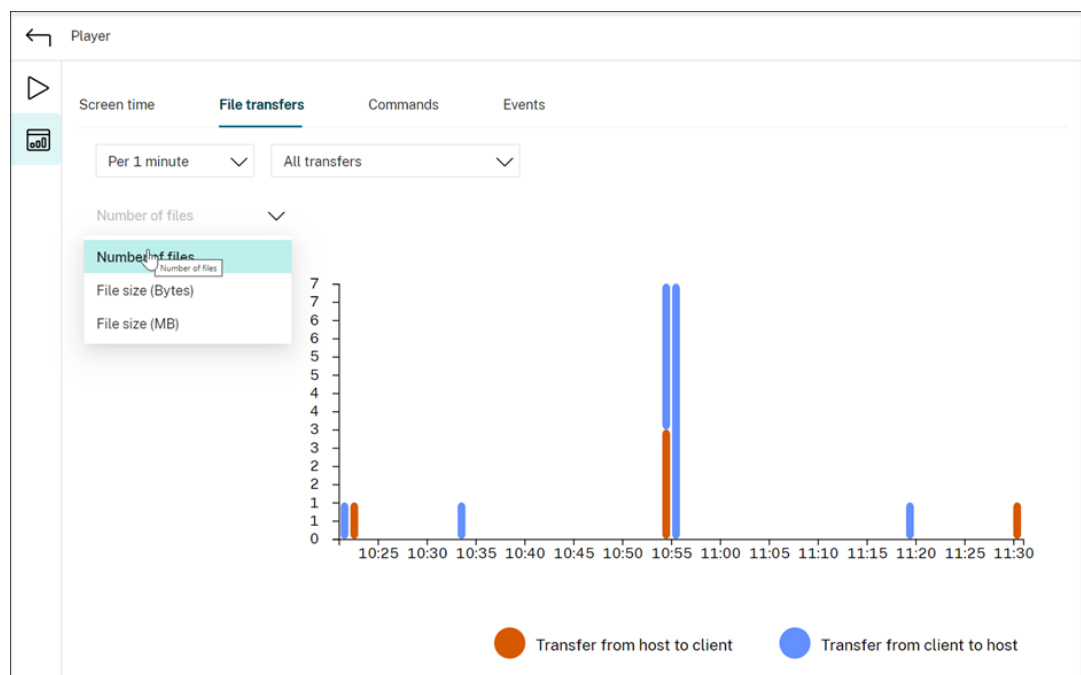 Player
Screen time File transfers Commands Events
Per 1 minute All transfers
Number of files
Number of files
Number of files
File size (Bytes)
File size (MB)
7
7
6
6
5
5
4
4
3
3
2
2
1
1
0
10:25 10:30 10:35 10:40 10:45 10:50 10:55 11:00 11:05 11:10 11:15 11:20 11:25 11:30
Transfer from host to client Transfer from client to host